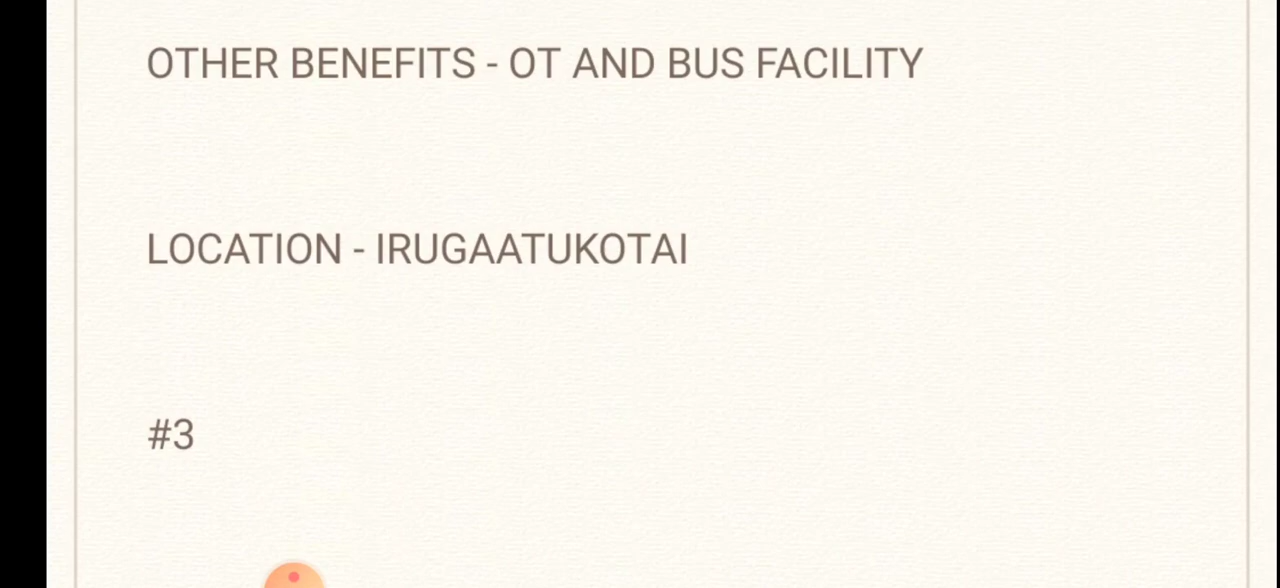 OTHER BENEFITS - OT AND BUS FACILITY
LOCATION - IRUGAATUKOTAI
#3